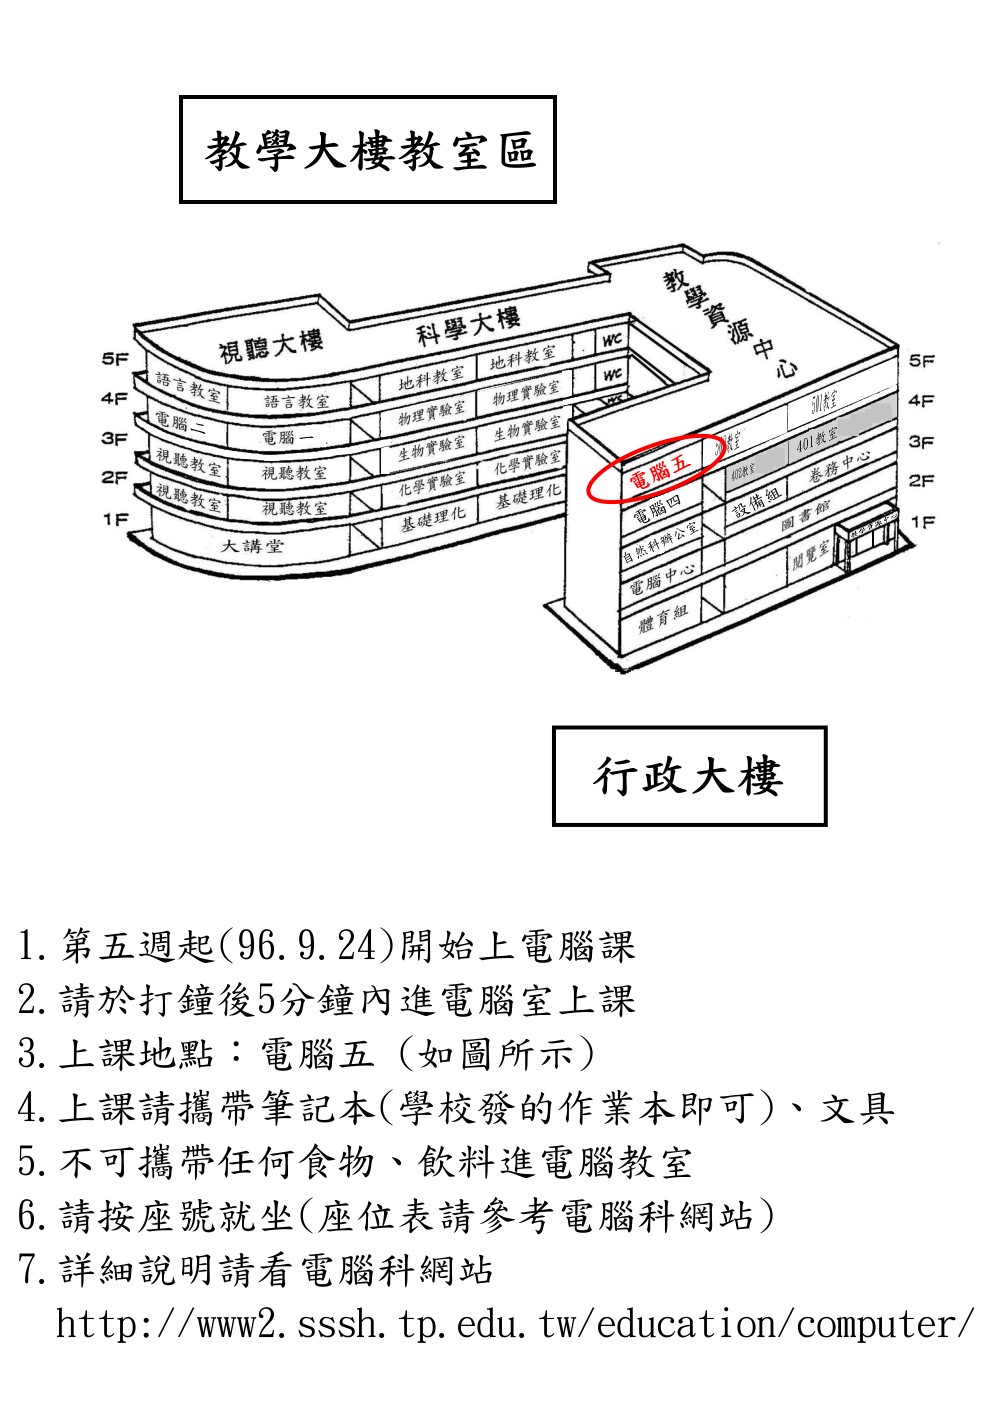 教學大樓教室區
視聽大樓
科學大樓
教學資源中心
5F
語言教室
語言教室
地科教室
地科教室
WC
4F
電腦二
電腦一
物理實驗室
物理實驗室
WC
3F
視聽教室
視聽教室
生物實驗室
生物實驗室
WC
2F
視聽教室
視聽教室
化學實驗室
化學實驗室
1F
大講堂
基礎理化
基礎理化
5F
電腦五
501教室
4F
電腦四
402教室
401教室
3F
自然科辦公室
設備組
卷務中心
2F
電腦中心
圖書館
1F
體育組
閱覽室
行政大樓
1.第五週起(96.9.24)開始上電腦課
2.請於打鐘後5分鐘內進電腦室上課
3.上課地點：電腦五 (如圖所示)
4.上課請攜帶筆記本(學校發的作業本即可)、文具
5.不可攜帶任何食物、飲料進電腦教室
6.請按座號就坐(座位表請參考電腦科網站)
7.詳細說明請看電腦科網站
http://www2.sssh.tp.edu.tw/education/computer/